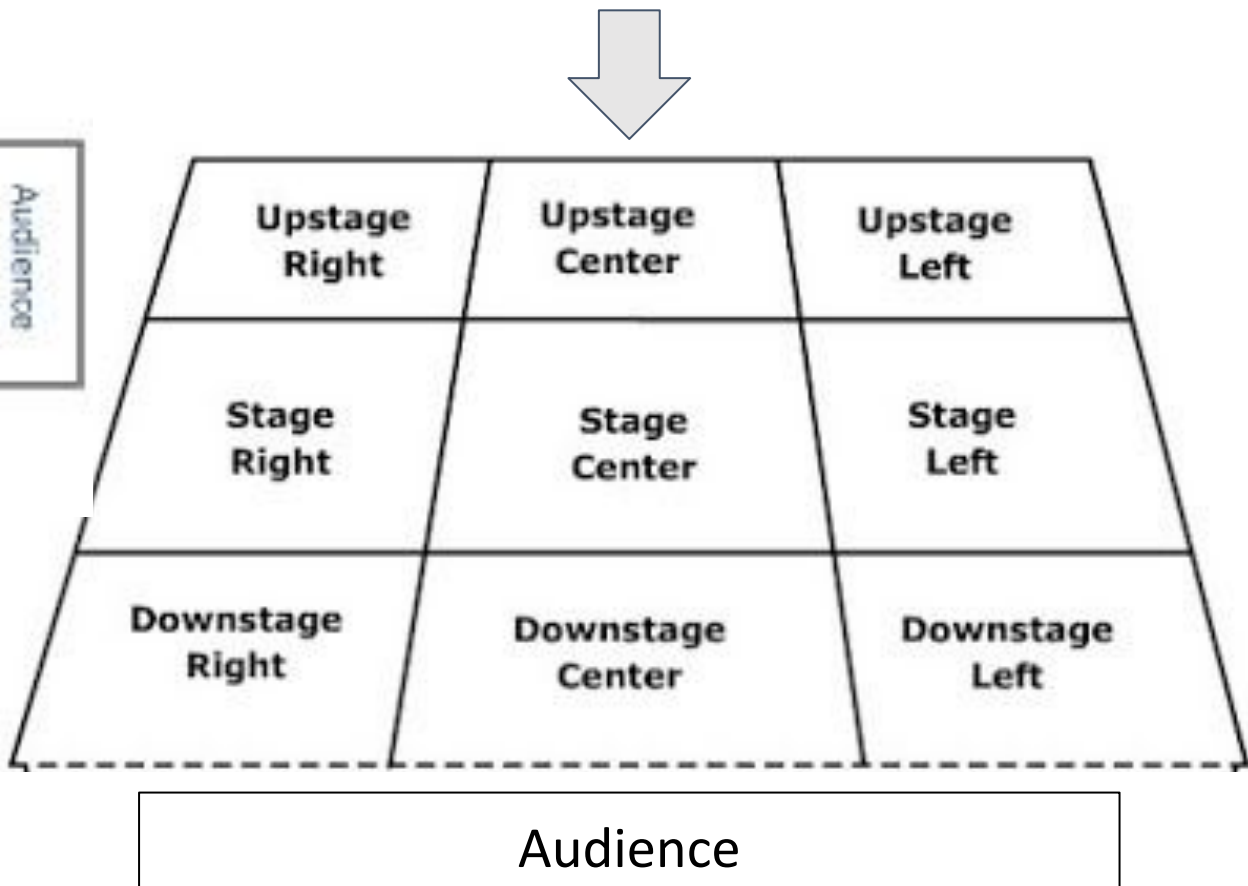 Audience
Upstage
Right
Upstage
Center
Upstage
Left
Stage
Right
Stage
Center
Stage
Left
Downstage
Right
Downstage
Center
Downstage
Left
Audience